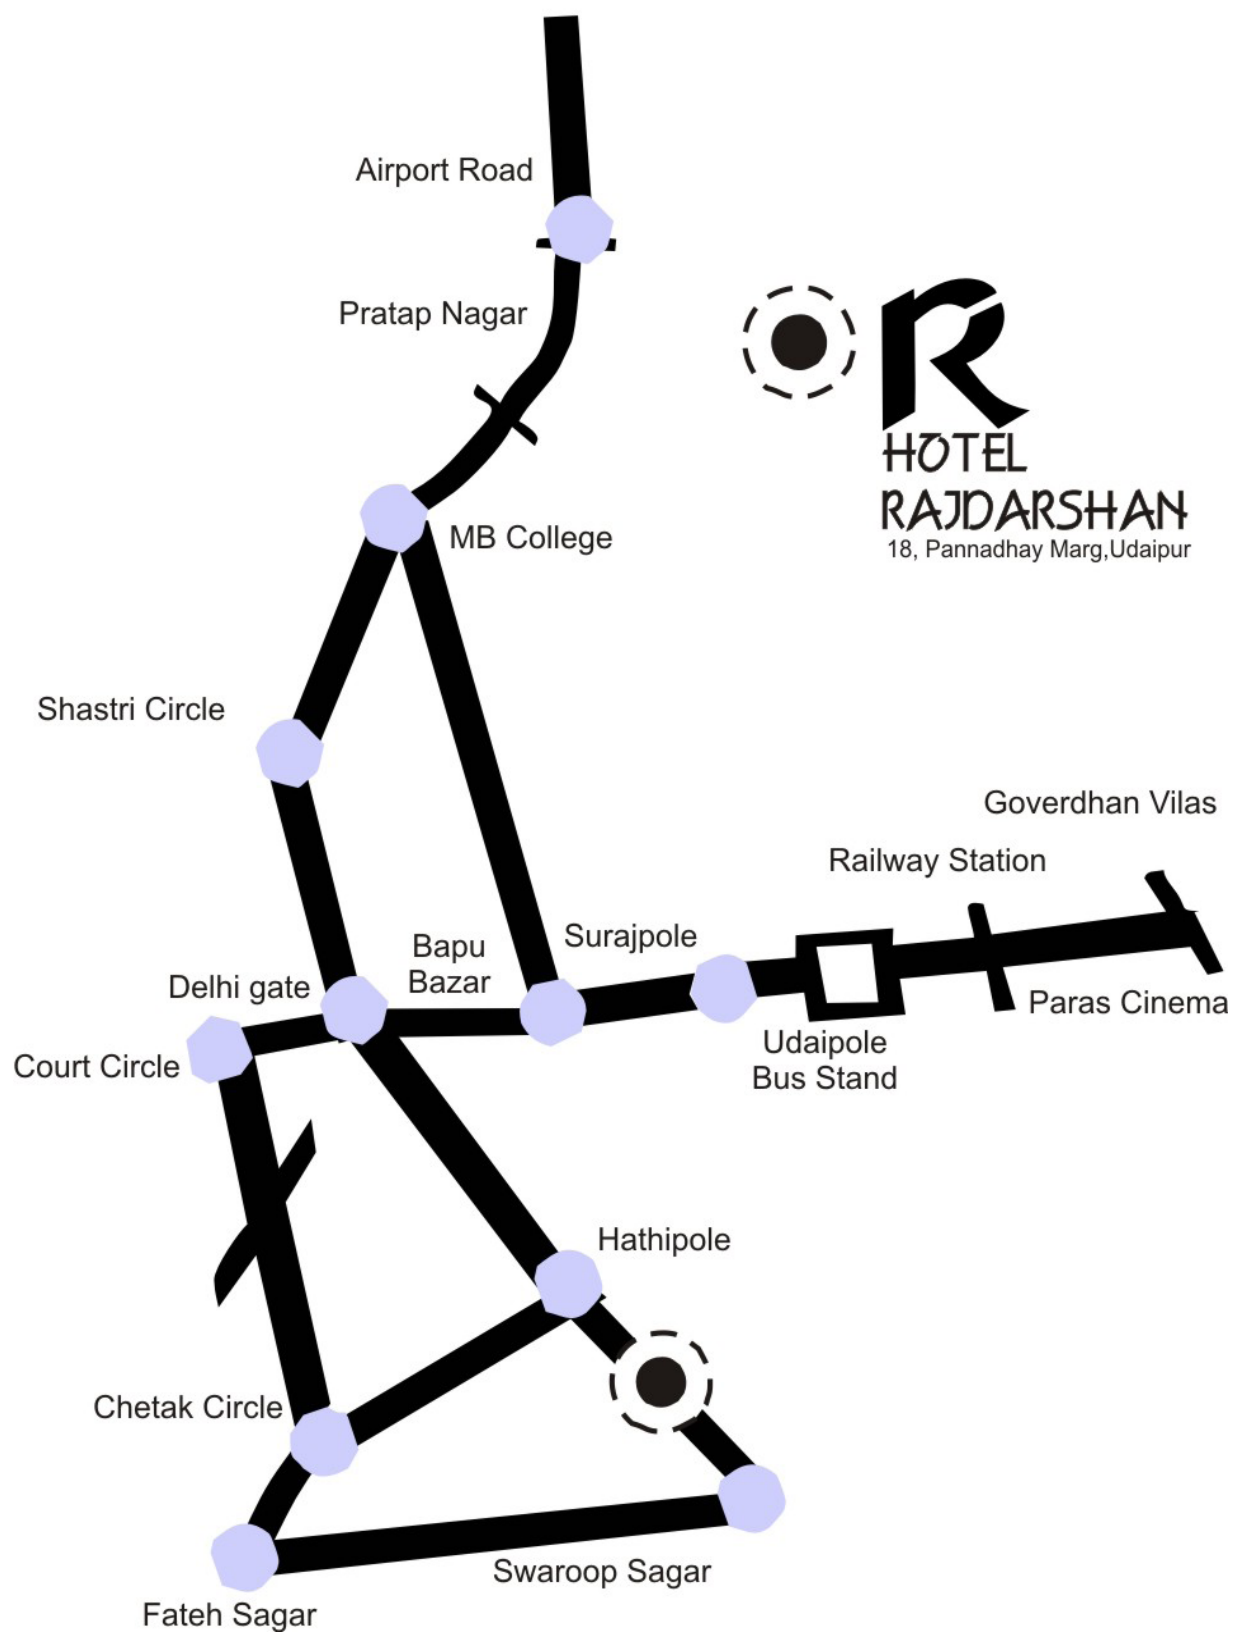 Airport Road
Pratap Nagar
R
HOTEL
RAJDARSHAN
18, Pannadhay Marg,Udaipur
MB College
Shastri Circle
Goverdhan Vilas
Railway Station
Surajpole
Bapu
Bazar
Delhi gate
Paras Cinema
Udaipole
Bus Stand
Court Circle
Hathipole
Chetak Circle
Swaroop Sagar
Fateh Sagar